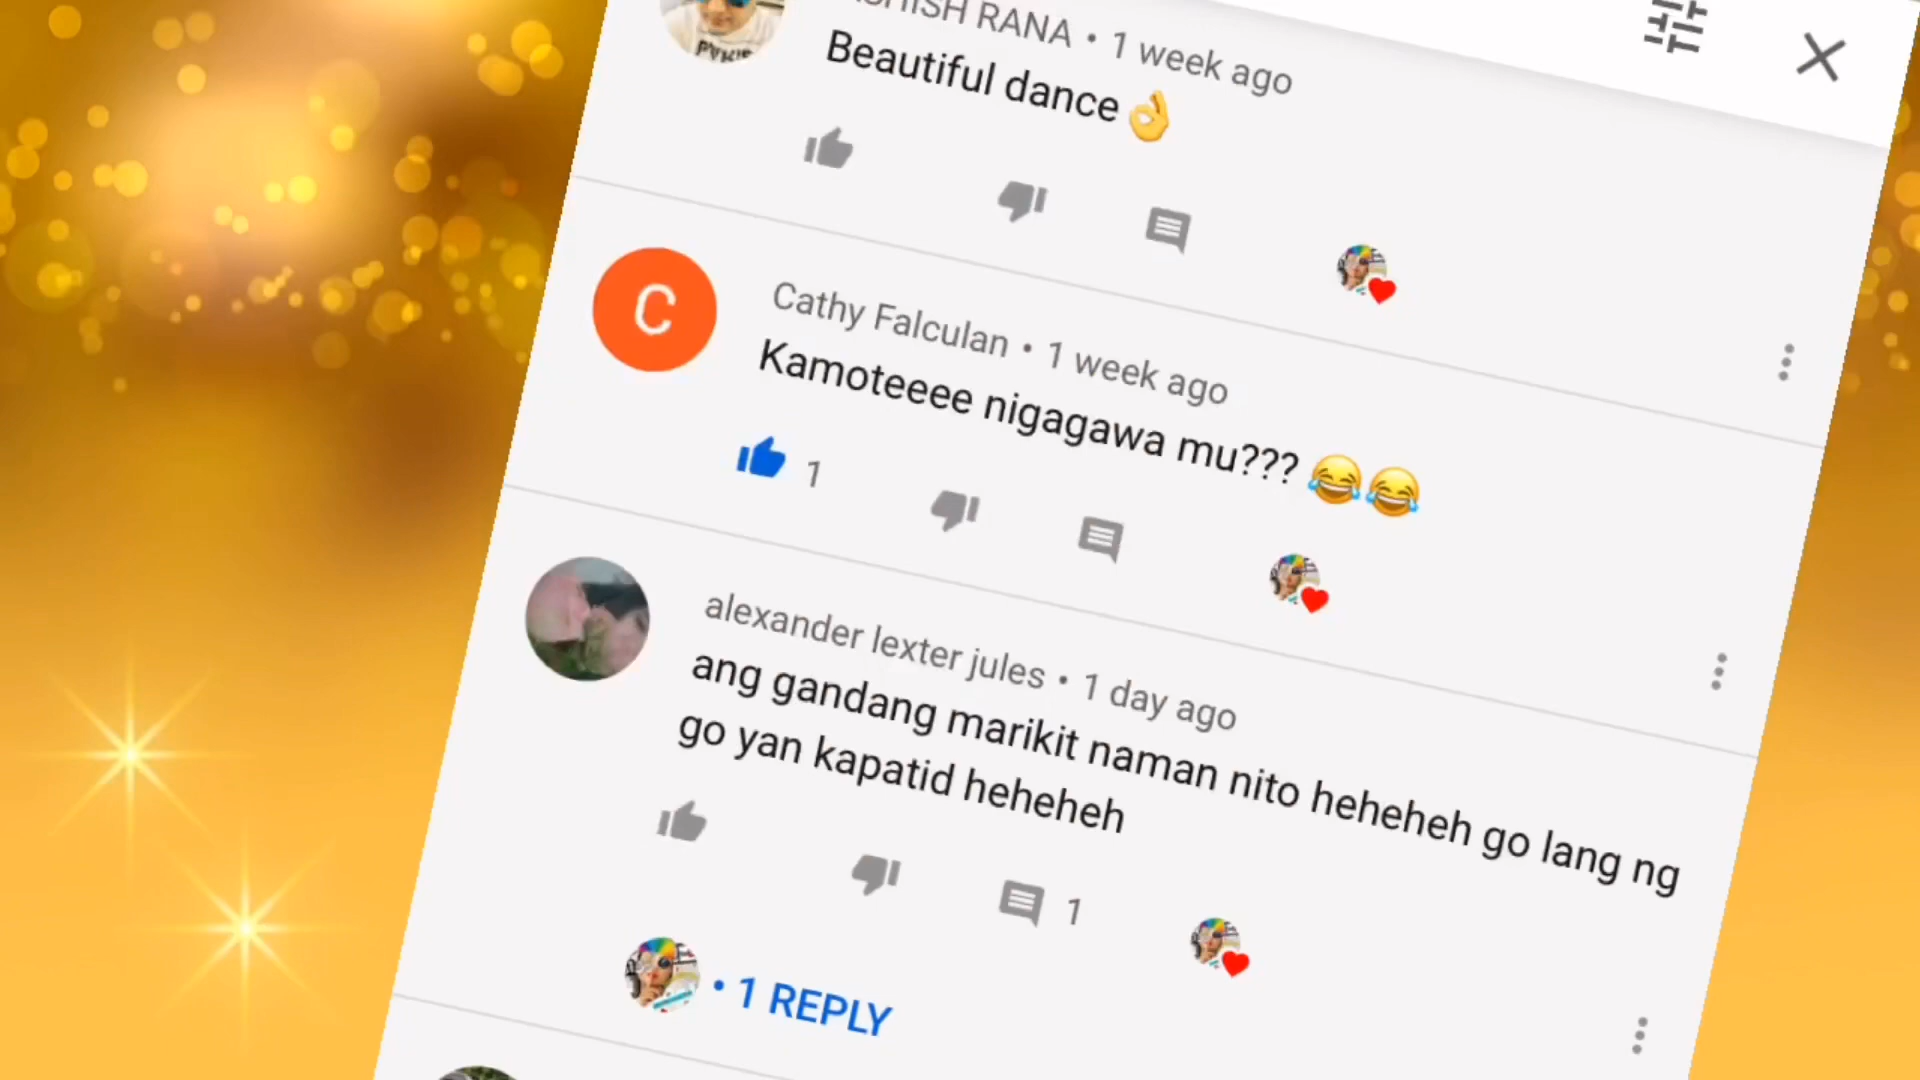 RANA • 1 week ago
Beautiful dance👌
C
Cathy Falculan • 1 week ago
Kamoteeee nigagawa mu??? 😂😂
1
alexander lexter jules • 1 day ago
ang gandang marikit naman nito heheheh go lang ng
go yan kapatid heheheh
1
• 1 REPLY